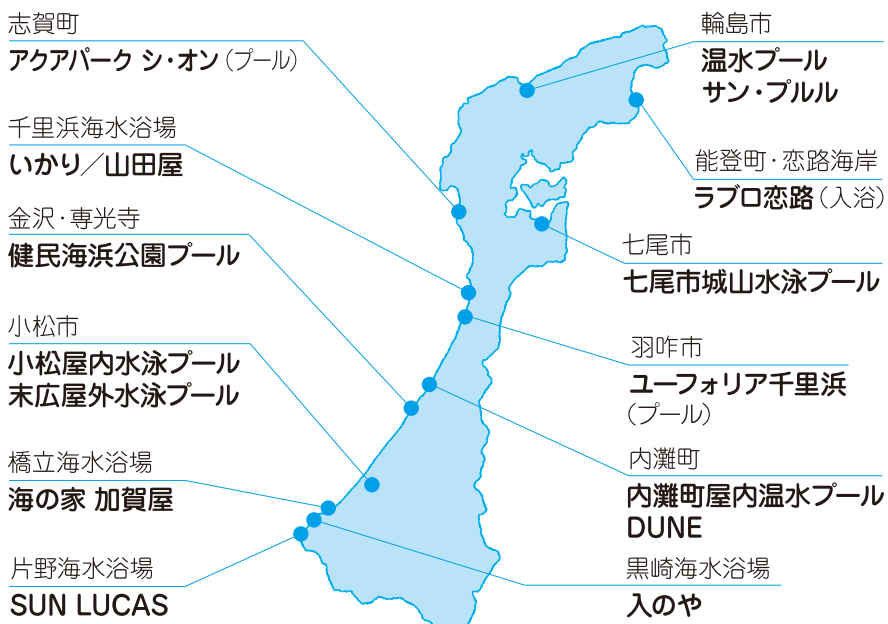 志賀町
アクアパーク シ・オン（プール）
千里浜海水浴場
いかり／山田屋
金沢・専光寺
健民海浜公園プール
小松市
小松屋内水泳プール
末広屋外水泳プール
橋立海水浴場
海の家 加賀屋
片野海水浴場
SUN LUCAS
輪島市
温水プール
サン・プルル
能登町・恋路海岸
ラブロ恋路（入浴）
七尾市
七尾市城山水泳プール
羽咋市
ユーフォリア千里浜
（プール）
内灘町
内灘町屋内温水プール
DUNE
黒崎海水浴場
入のや